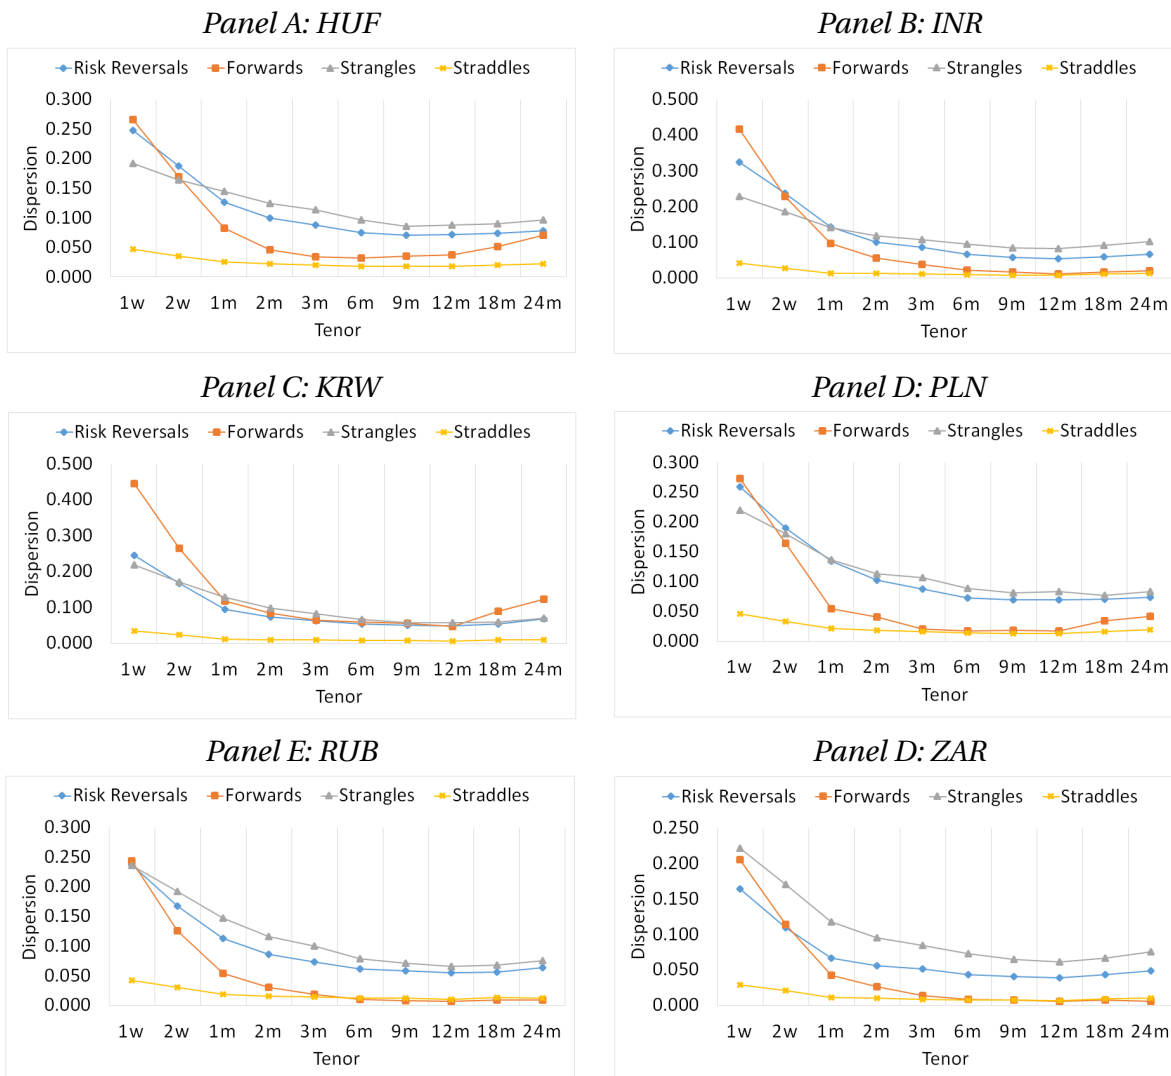 Panel A: HUF
Risk Reversals Forwards Strangles Straddles
0.300
0.250
0.200
0.150
0.100
0.050
0.000
Dispersion
1w 2w 1m 2m 3m 6m 9m 12m 18m 24m
Tenor
Panel B: INR
Risk Reversals Forwards Strangles Straddles
0.500
0.400
0.300
0.200
0.100
0.000
Dispersion
1w 2w 1m 2m 3m 6m 9m 12m 18m 24m
Tenor
Panel C: KRW
Risk Reversals Forwards Strangles Straddles
0.500
0.400
0.300
0.200
0.100
0.000
Dispersion
1w 2w 1m 2m 3m 6m 9m 12m 18m 24m
Tenor
Panel D: PLN
Risk Reversals Forwards Strangles Straddles
0.300
0.250
0.200
0.150
0.100
0.050
0.000
Dispersion
1w 2w 1m 2m 3m 6m 9m 12m 18m 24m
Tenor
Panel E: RUB
Risk Reversals Forwards Strangles Straddles
0.300
0.250
0.200
0.150
0.100
0.050
0.000
Dispersion
1w 2w 1m 2m 3m 6m 9m 12m 18m 24m
Tenor
Panel D: ZAR
Risk Reversals Forwards Strangles Straddles
0.250
0.200
0.150
0.100
0.050
0.000
Dispersion
1w 2w 1m 2m 3m 6m 9m 12m 18m 24m
Tenor